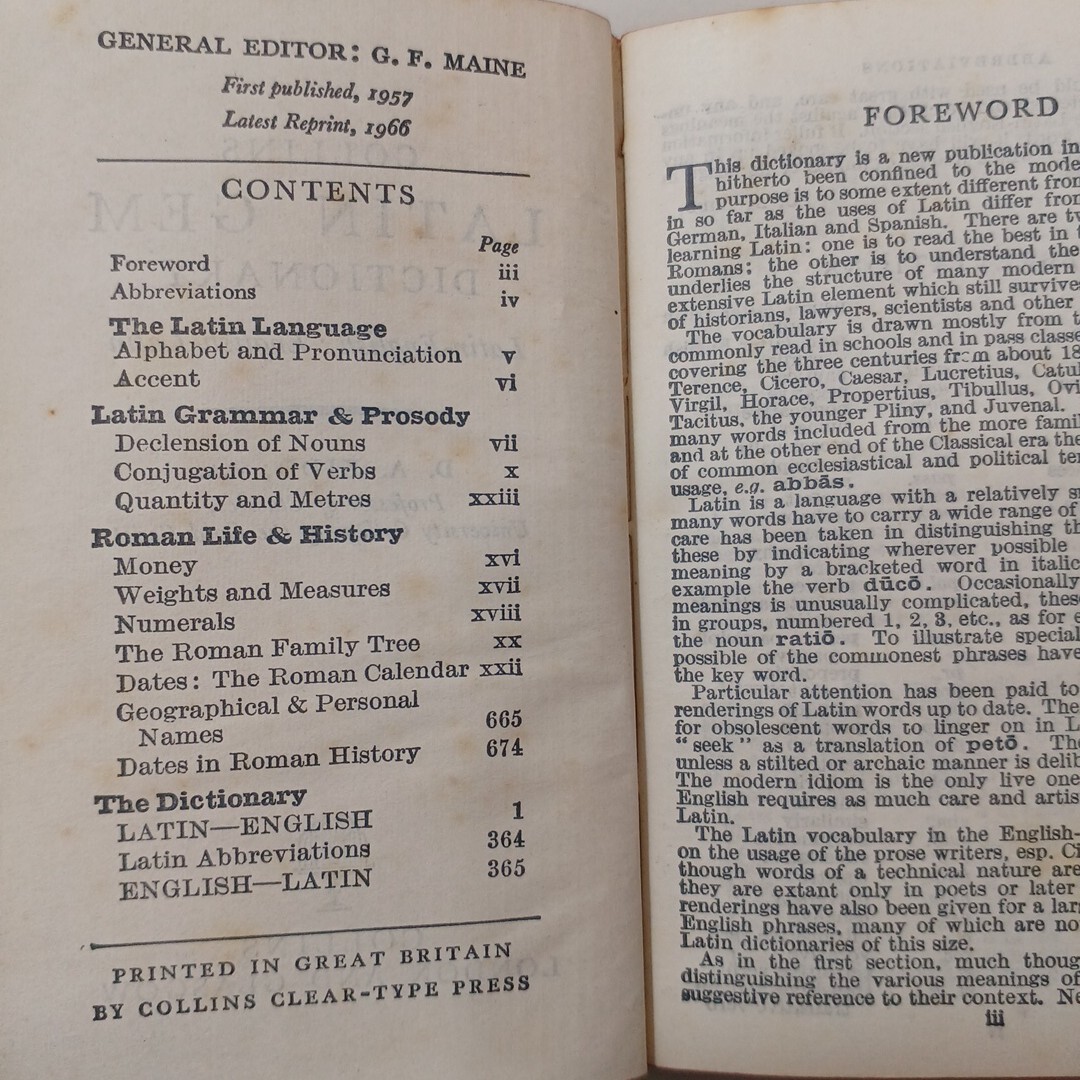 GENERAL EDITOR: G. F. MAINE
First published, 1957
Latest Reprint, 1966
CONTENTS
Page
Foreword iii
Abbreviations iv
The Latin Language
Alphabet and Pronunciation v
Accent vi
Latin Grammar & Prosody
Declension of Nouns vii
Conjugation of Verbs x
Quantity and Metres xxiii
Roman Life & History
Money xvi
Weights and Measures xvii
Numerals xviii
The Roman Family Tree xx
Dates: The Roman Calendar xxii
Geographical & Personal
Names 665
Dates in Roman History 674
The Dictionary
LATIN—ENGLISH 1
Latin Abbreviations 364
ENGLISH—LATIN 365
PRINTED IN GREAT BRITAIN
BY COLLINS CLEAR-TYPE PRESS
FOREWORD
This dictionary is a new publication in
hitherto been confined to the mode
purpose is to some extent different from
in so far as the uses of Latin differ from
German, Italian and Spanish. There are tw
learning Latin: one is to read the best in t
Romans; the other is to understand the
underlies the structure of many modern
extensive Latin element which still survive
of historians, lawyers, scientists and other
The vocabulary is drawn mostly from t
commonly read in schools and in pass classe
covering the three centuries from about 18
Terence, Cicero, Caesar, Lucretius, Catul
Virgil, Horace, Propertius, Tibullus, Ovi
Tacitus, the younger Pliny, and Juvenal.
many words included from the more famil
and at the other end of the Classical era the
of common ecclesiastical and political te
usage, e.g. abbās.
Latin is a language with a relatively s
many words have to carry a wide range of
care has been taken in distinguishing th
these by indicating wherever possible
meaning by a bracketed word in italic
example the verb dūcō. Occasionally
meanings is unusually complicated, thes
in groups, numbered 1, 2, 3, etc., as for e
the noun ratiō. To illustrate special
possible of the commonest phrases have
the key word.
Particular attention has been paid to
renderings of Latin words up to date. The
for obsolescent words to linger on in L
"seek" as a translation of petō. The
unless a stilted or archaic manner is delib
The modern idiom is the only live one
English requires as much care and artis
Latin.
The Latin vocabulary in the English-
on the usage of the prose writers, esp. Ci
though words of a technical nature are
they are extant only in poets or later
renderings have also been given for a lar
English phrases, many of which are no
Latin dictionaries of this size.
As in the first section, much thoug
distinguishing the various meanings of
suggestive reference to their context. Ne
iii